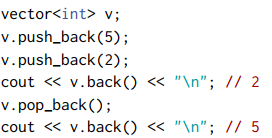 vector<int> v;
v.push_back(5);
v.push_back(2);
cout << v.back() << "\n"; // 2
v.pop_back();
cout << v.back() << "\n"; // 5